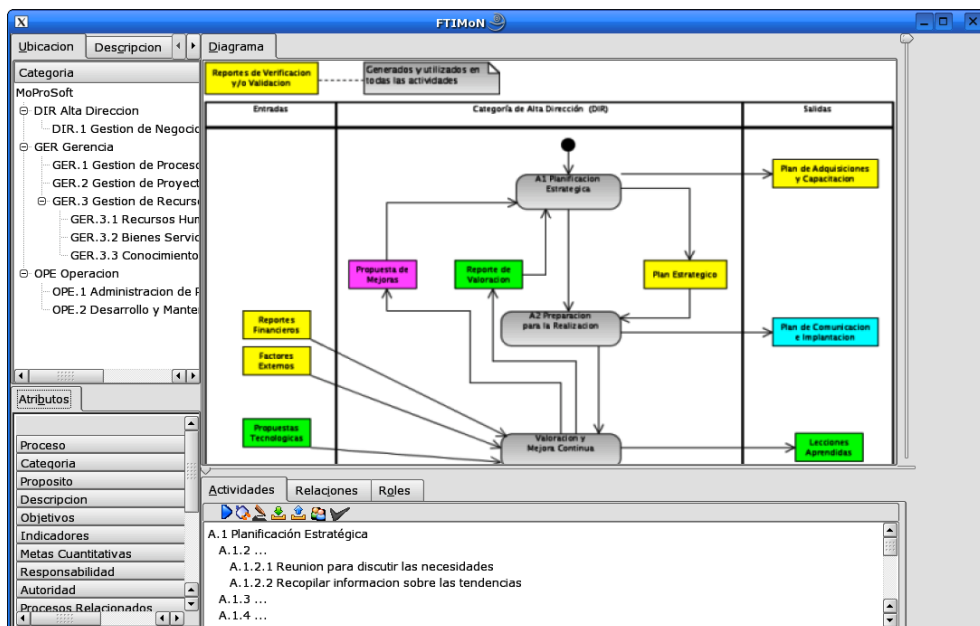 FTIMoN
Ubicacion
Descripcion
Categoria
MoProSoft
DIR Alta Direccion
DIR.1 Gestion de Negocio
GER Gerencia
GER.1 Gestion de Proceso
GER.2 Gestion de Proyect
GER.3 Gestion de Recurso
GER.3.1 Recursos Hum
GER.3.2 Bienes Servic
GER.3.3 Conocimiento
OPE Operacion
OPE.1 Administracion de P
OPE.2 Desarrollo y Mante
Atributos
Proceso
Categoria
Proposito
Descripcion
Objetivos
Indicadores
Metas Cuantitativas
Responsabilidad
Autoridad
Procesos Relacionados
Diagrama
Reportes de Verificacion
y/o Validacion
Generados y utilizados en
todas las actividades
Entradas
Categoría de Alta Dirección (DIR)
Salidas
A1 Planificacion
Estrategica
Plan de Adquisiciones
y Capacitacion
Propuesta de
Mejoras
Reporte de
Valoracion
Plan Estrategico
Reportes
Financieros
A2 Preparacion
para la Realizacion
Plan de Comunicacion
e Implantacion
Factores
Externos
Propuestas
Tecnologicas
Valoracion y
Mejora Continua
Lecciones
Aprendidas
Actividades
Relaciones
Roles
A.1 Planificación Estratégica
A.1.2 ...
A.1.2.1 Reunion para discutir las necesidades
A.1.2.2 Recopilar informacion sobre las tendencias
A.1.3 ...
A.1.4 ...